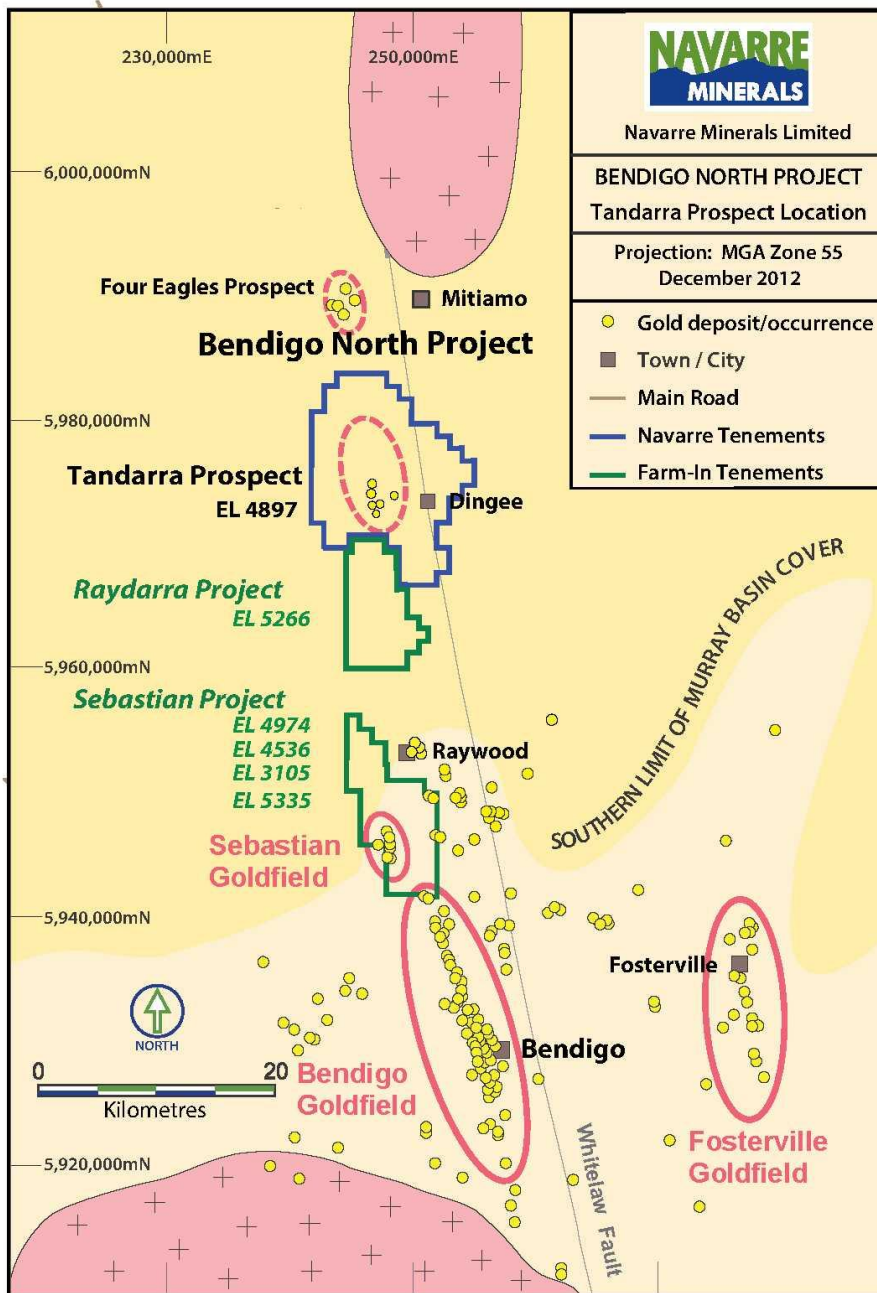 230,000mE
250,000mE
NAVARRE
MINERALS
Navarre Minerals Limited
BENDIGO NORTH PROJECT
Tandarra Prospect Location
Projection: MGA Zone 55
December 2012
Gold deposit/occurrence
Town / City
Main Road
Navarre Tenements
Farm-In Tenements
6,000,000mN
Four Eagles Prospect
Mitiamo
Bendigo North Project
5,980,000mN
Tandarra Prospect
EL 4897
Dingee
Raydarra Project
EL 5266
5,960,000mN
SOUTHERN LIMIT OF MURRAY BASIN COVER
Sebastian Project
EL 4974
EL 4536
EL 3105
EL 5335
Raywood
Sebastian
Goldfield
5,940,000mN
Fosterville
NORTH
Bendigo
0 20
Kilometres
Bendigo
Goldfield
Fosterville
Goldfield
5,920,000mN
Whitelaw Fault